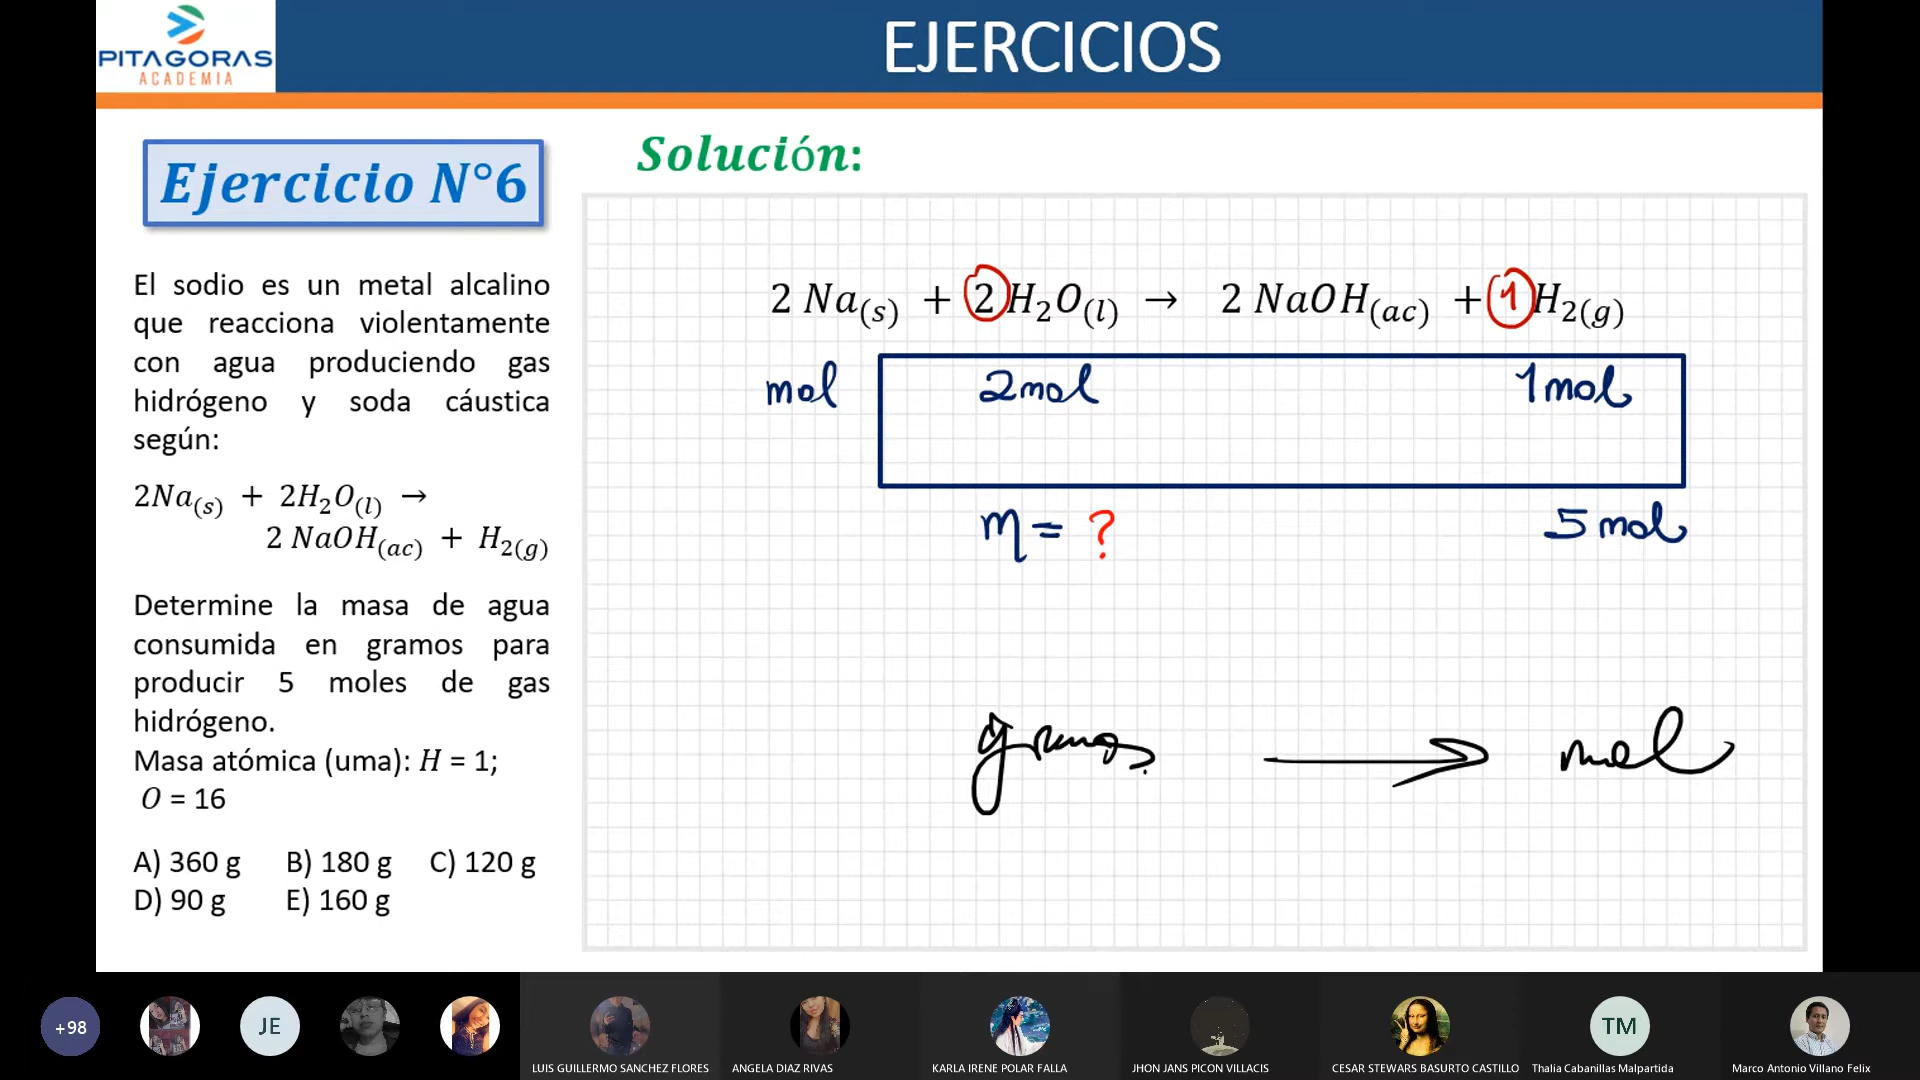 PITAGORAS
ACADEMIA
EJERCICIOS
Ejercicio N°6
El sodio es un metal alcalino
que reacciona violentamente
con agua produciendo gas
hidrógeno y soda cáustica
según:
2Na(s) + 2H₂O(l) →
2 NaOH(ac) + H₂(g)
Determine la masa de agua
consumida en gramos para
producir 5 moles de gas
hidrógeno.
Masa atómica (uma): H = 1;
O = 16
A) 360 g B) 180 g C) 120 g
D) 90 g E) 160 g
Solución:
2 Na(s) + 2 H₂O(l) → 2 NaOH(ac) + 1 H₂(g)
mol 2mol 1mol
m = ? 5 mol
gramos → mol
+98
JE
TM
LUIS GUILLERMO SANCHEZ FLORES
ANGELA DIAZ RIVAS
KARLA IRENE POLAR FALLA
JHON JANS PICON VILLACIS
CESAR STEWARS BASURTO CASTILLO
Thalia Cabanillas Malpartida
Marco Antonio Villano Felix